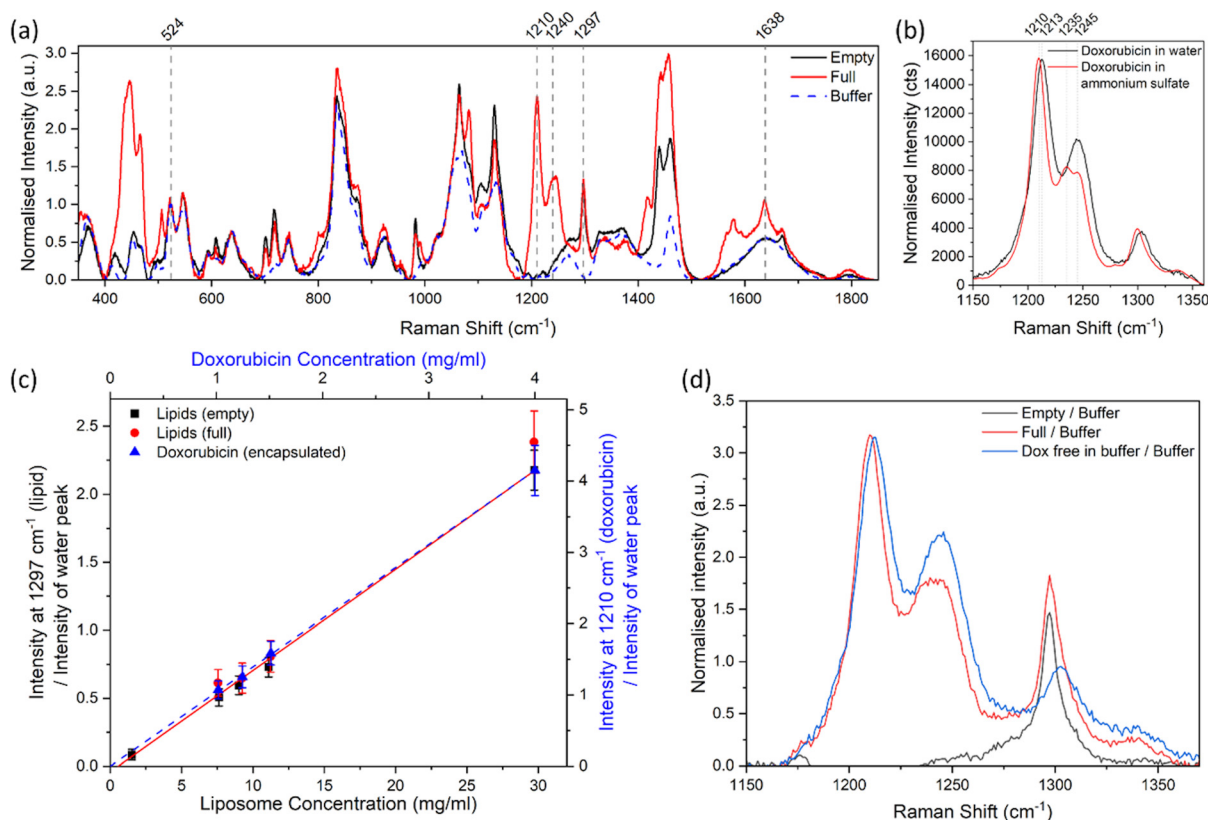 (a)
524
1210
1240
1297
1638
3.0
2.5
2.0
1.5
1.0
0.5
0.0
Normalised Intensity (a.u.)
Empty
Full
Buffer
400 600 800 1000 1200 1400 1600 1800
Raman Shift (cm⁻¹)
(b)
1210
1213
1235
1245
16000
14000
12000
10000
8000
6000
4000
2000
0
Normalised Intensity (cts)
Doxorubicin in water
Doxorubicin in
ammonium sulfate
1150 1200 1250 1300 1350
Raman Shift (cm⁻¹)
(c)
Doxorubicin Concentration (mg/ml)
0 1 2 3 4
2.5
2.0
1.5
1.0
0.5
0.0
Intensity at 1297 cm⁻¹ (lipid)
/ Intensity of water peak
Lipids (empty)
Lipids (full)
Doxorubicin (encapsulated)
5
4
3
2
1
0
Intensity at 1210 cm⁻¹ (doxorubicin)
/ Intensity of water peak
0 5 10 15 20 25 30
Liposome Concentration (mg/ml)
(d)
3.5
3.0
2.5
2.0
1.5
1.0
0.5
0.0
Normalised intensity (a.u.)
Empty / Buffer
Full / Buffer
Dox free in buffer / Buffer
1150 1200 1250 1300 1350
Raman Shift (cm⁻¹)